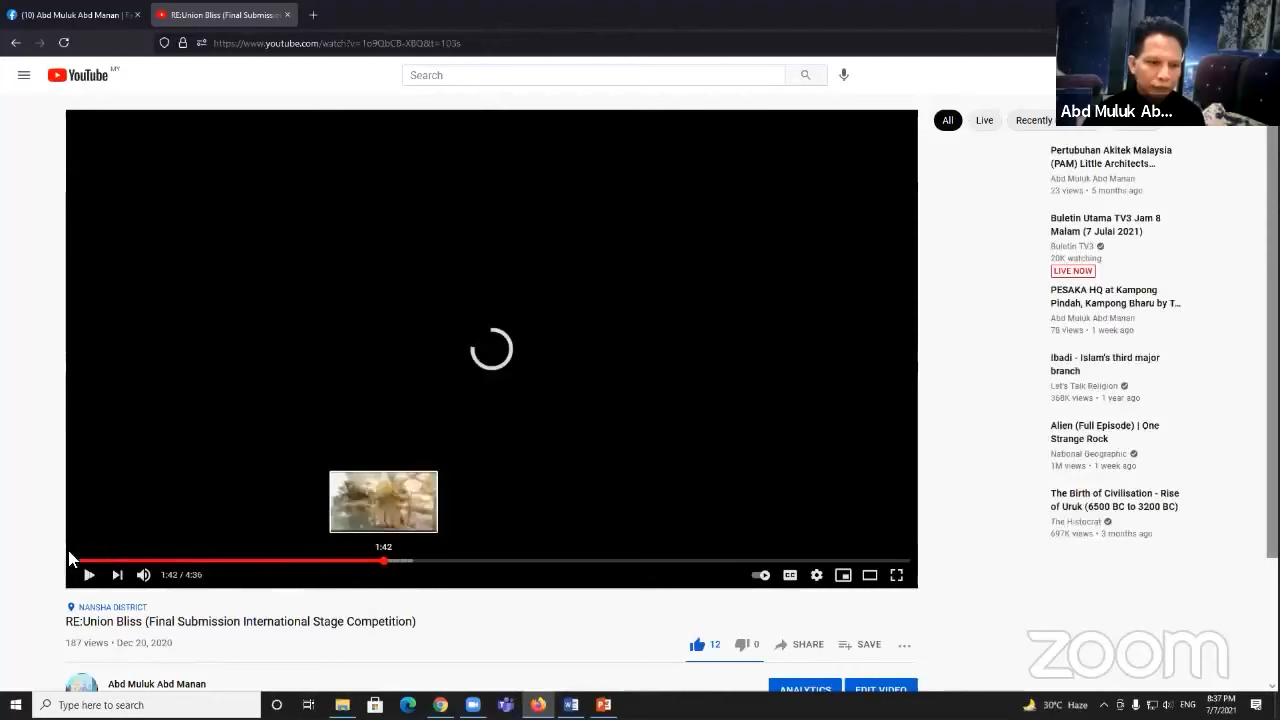 (10) Abd Muluk Abd Manan | F
RE:Union Bliss (Final Submission
https://www.youtube.com/watch?v=1o9QbCB-XBQ&t=103s
YouTube MY
Search
Abd Muluk Ab...
All
Live
Recently
Pertubuhan Akitek Malaysia
(PAM) Little Architects...
Abd Muluk Abd Manan
23 views • 5 months ago
Buletin Utama TV3 Jam 8
Malam (7 Julai 2021)
Buletin TV3
20K watching
LIVE NOW
PESAKA HQ at Kampong
Pindah, Kampong Bharu by T...
Abd Muluk Abd Manan
78 views • 1 week ago
Ibadi - Islam's third major
branch
Let's Talk Religion
368K views • 1 year ago
Alien (Full Episode) | One
Strange Rock
National Geographic
1M views • 1 week ago
The Birth of Civilisation - Rise
of Uruk (6500 BC to 3200 BC)
The Histocrat
697K views • 3 months ago
1:42
1:42 / 4:36
CC
NANSHA DISTRICT
RE:Union Bliss (Final Submission International Stage Competition)
187 views • Dec 20, 2020
12
0
SHARE
SAVE
zoom
Abd Muluk Abd Manan
ANALYTICS
EDIT VIDEO
Type here to search
30°C Haze
ENG
8:37 PM
7/7/2021